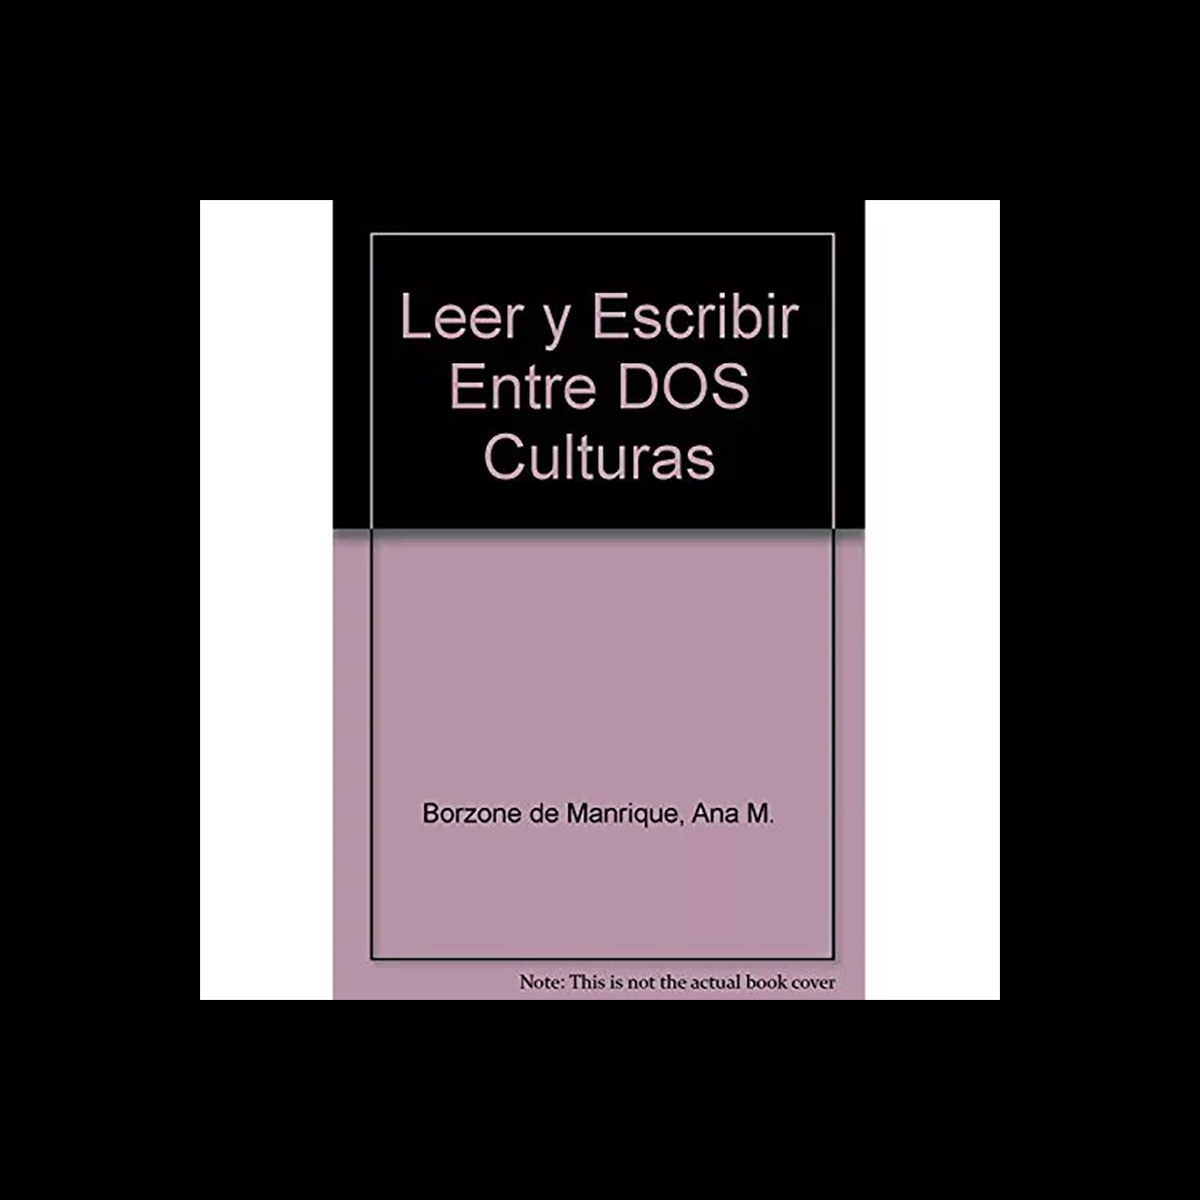 Leer y Escribir
Entre DOS
Culturas
Borzone de Manrique, Ana M.
Note: This is not the actual book cover